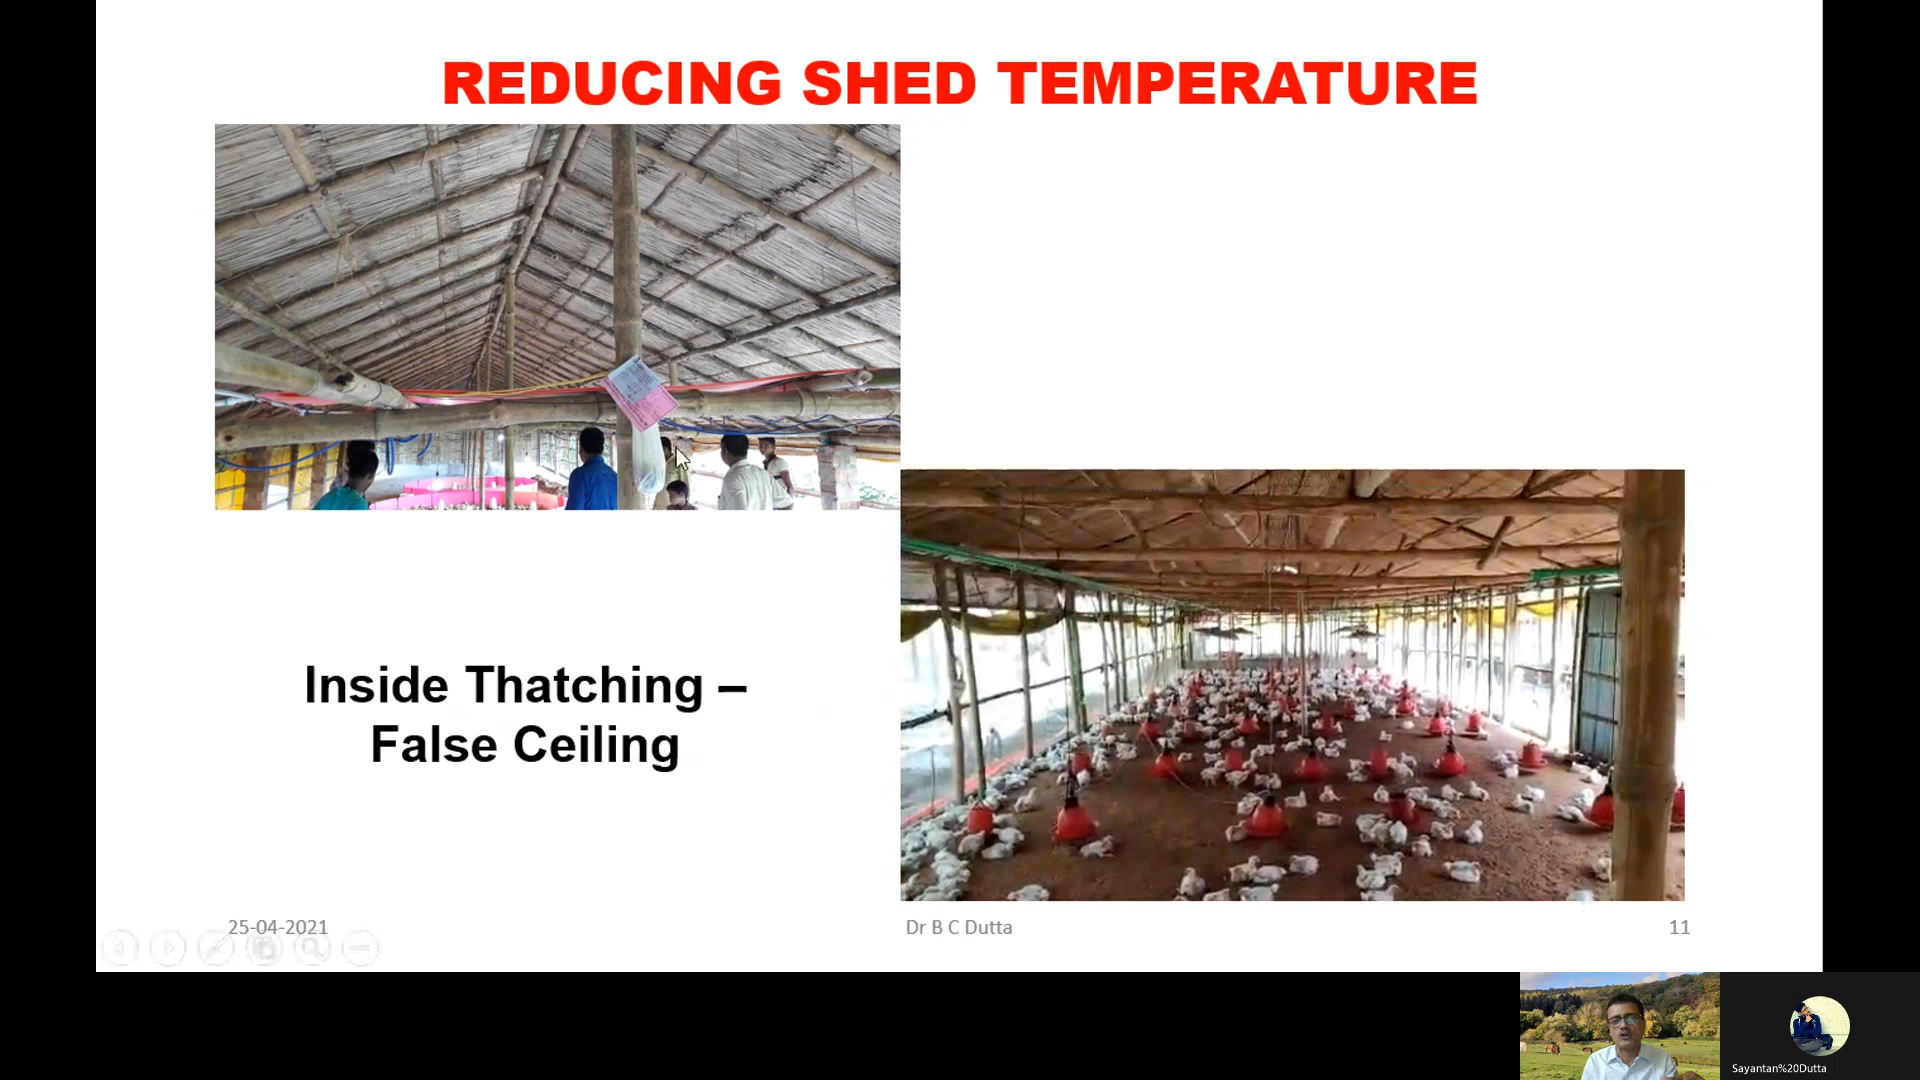 REDUCING SHED TEMPERATURE
Inside Thatching –
False Ceiling
25-04-2021
Dr B C Dutta
11
Sayantan%20Dutta